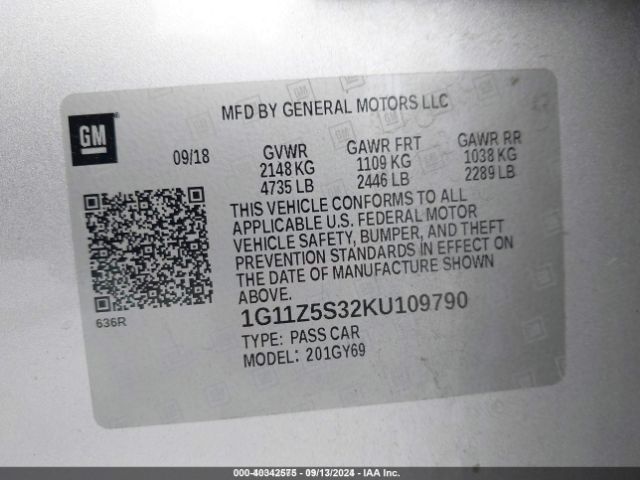 GM
MFD BY GENERAL MOTORS LLC
09/18
GVWR
2148 KG
4735 LB
GAWR FRT
1109 KG
2446 LB
GAWR RR
1038 KG
2289 LB
THIS VEHICLE CONFORMS TO ALL
APPLICABLE U.S. FEDERAL MOTOR
VEHICLE SAFETY, BUMPER, AND THEFT
PREVENTION STANDARDS IN EFFECT ON
THE DATE OF MANUFACTURE SHOWN
ABOVE.
636R
1G11Z5S32KU109790
TYPE: PASS CAR
MODEL: 201GY69
000-40342575 - 09/13/2024 - IAA Inc.